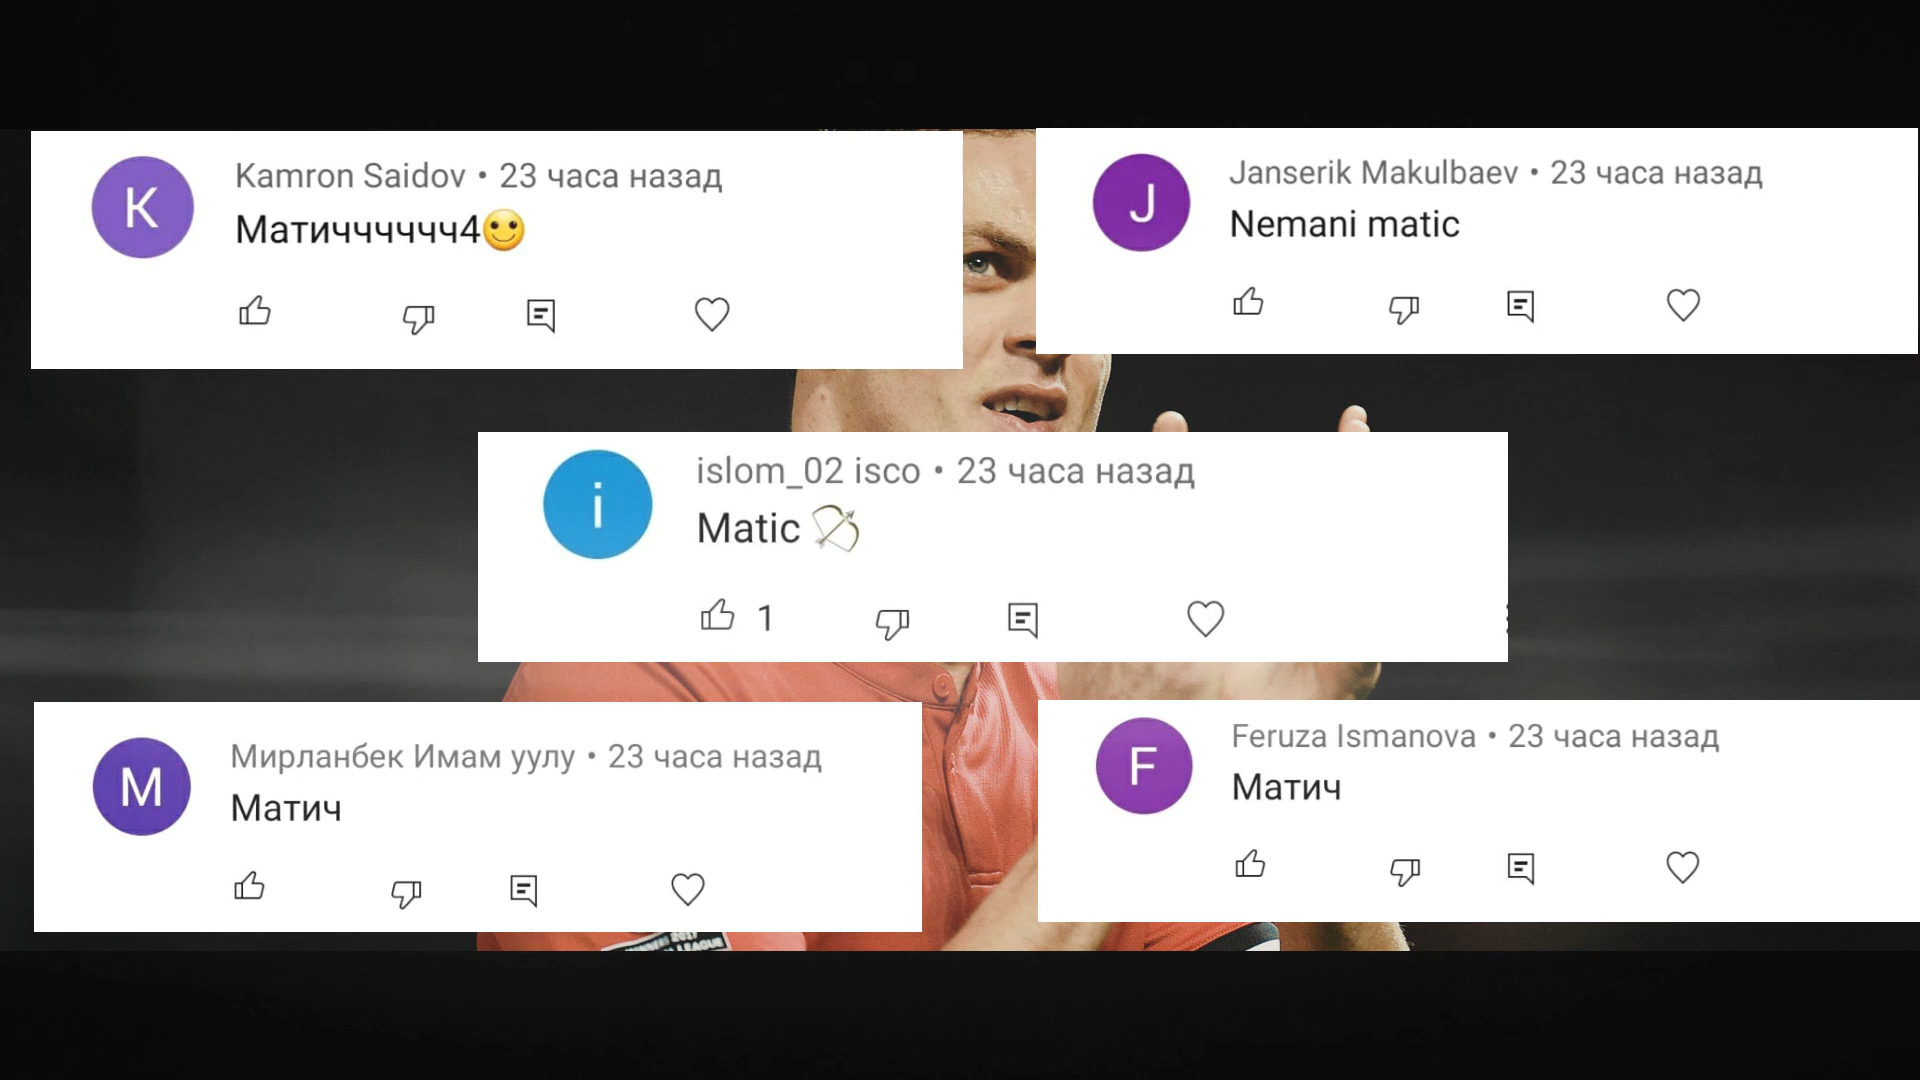 K
Kamron Saidov • 23 часа назад
Матиччччччч4🙂
J
Janserik Makulbaev • 23 часа назад
Nemani matic
i
islom_02 isco • 23 часа назад
Matic 🏹
1
М
Мирланбек Имам уулу • 23 часа назад
Матич
F
Feruza Ismanova • 23 часа назад
Матич